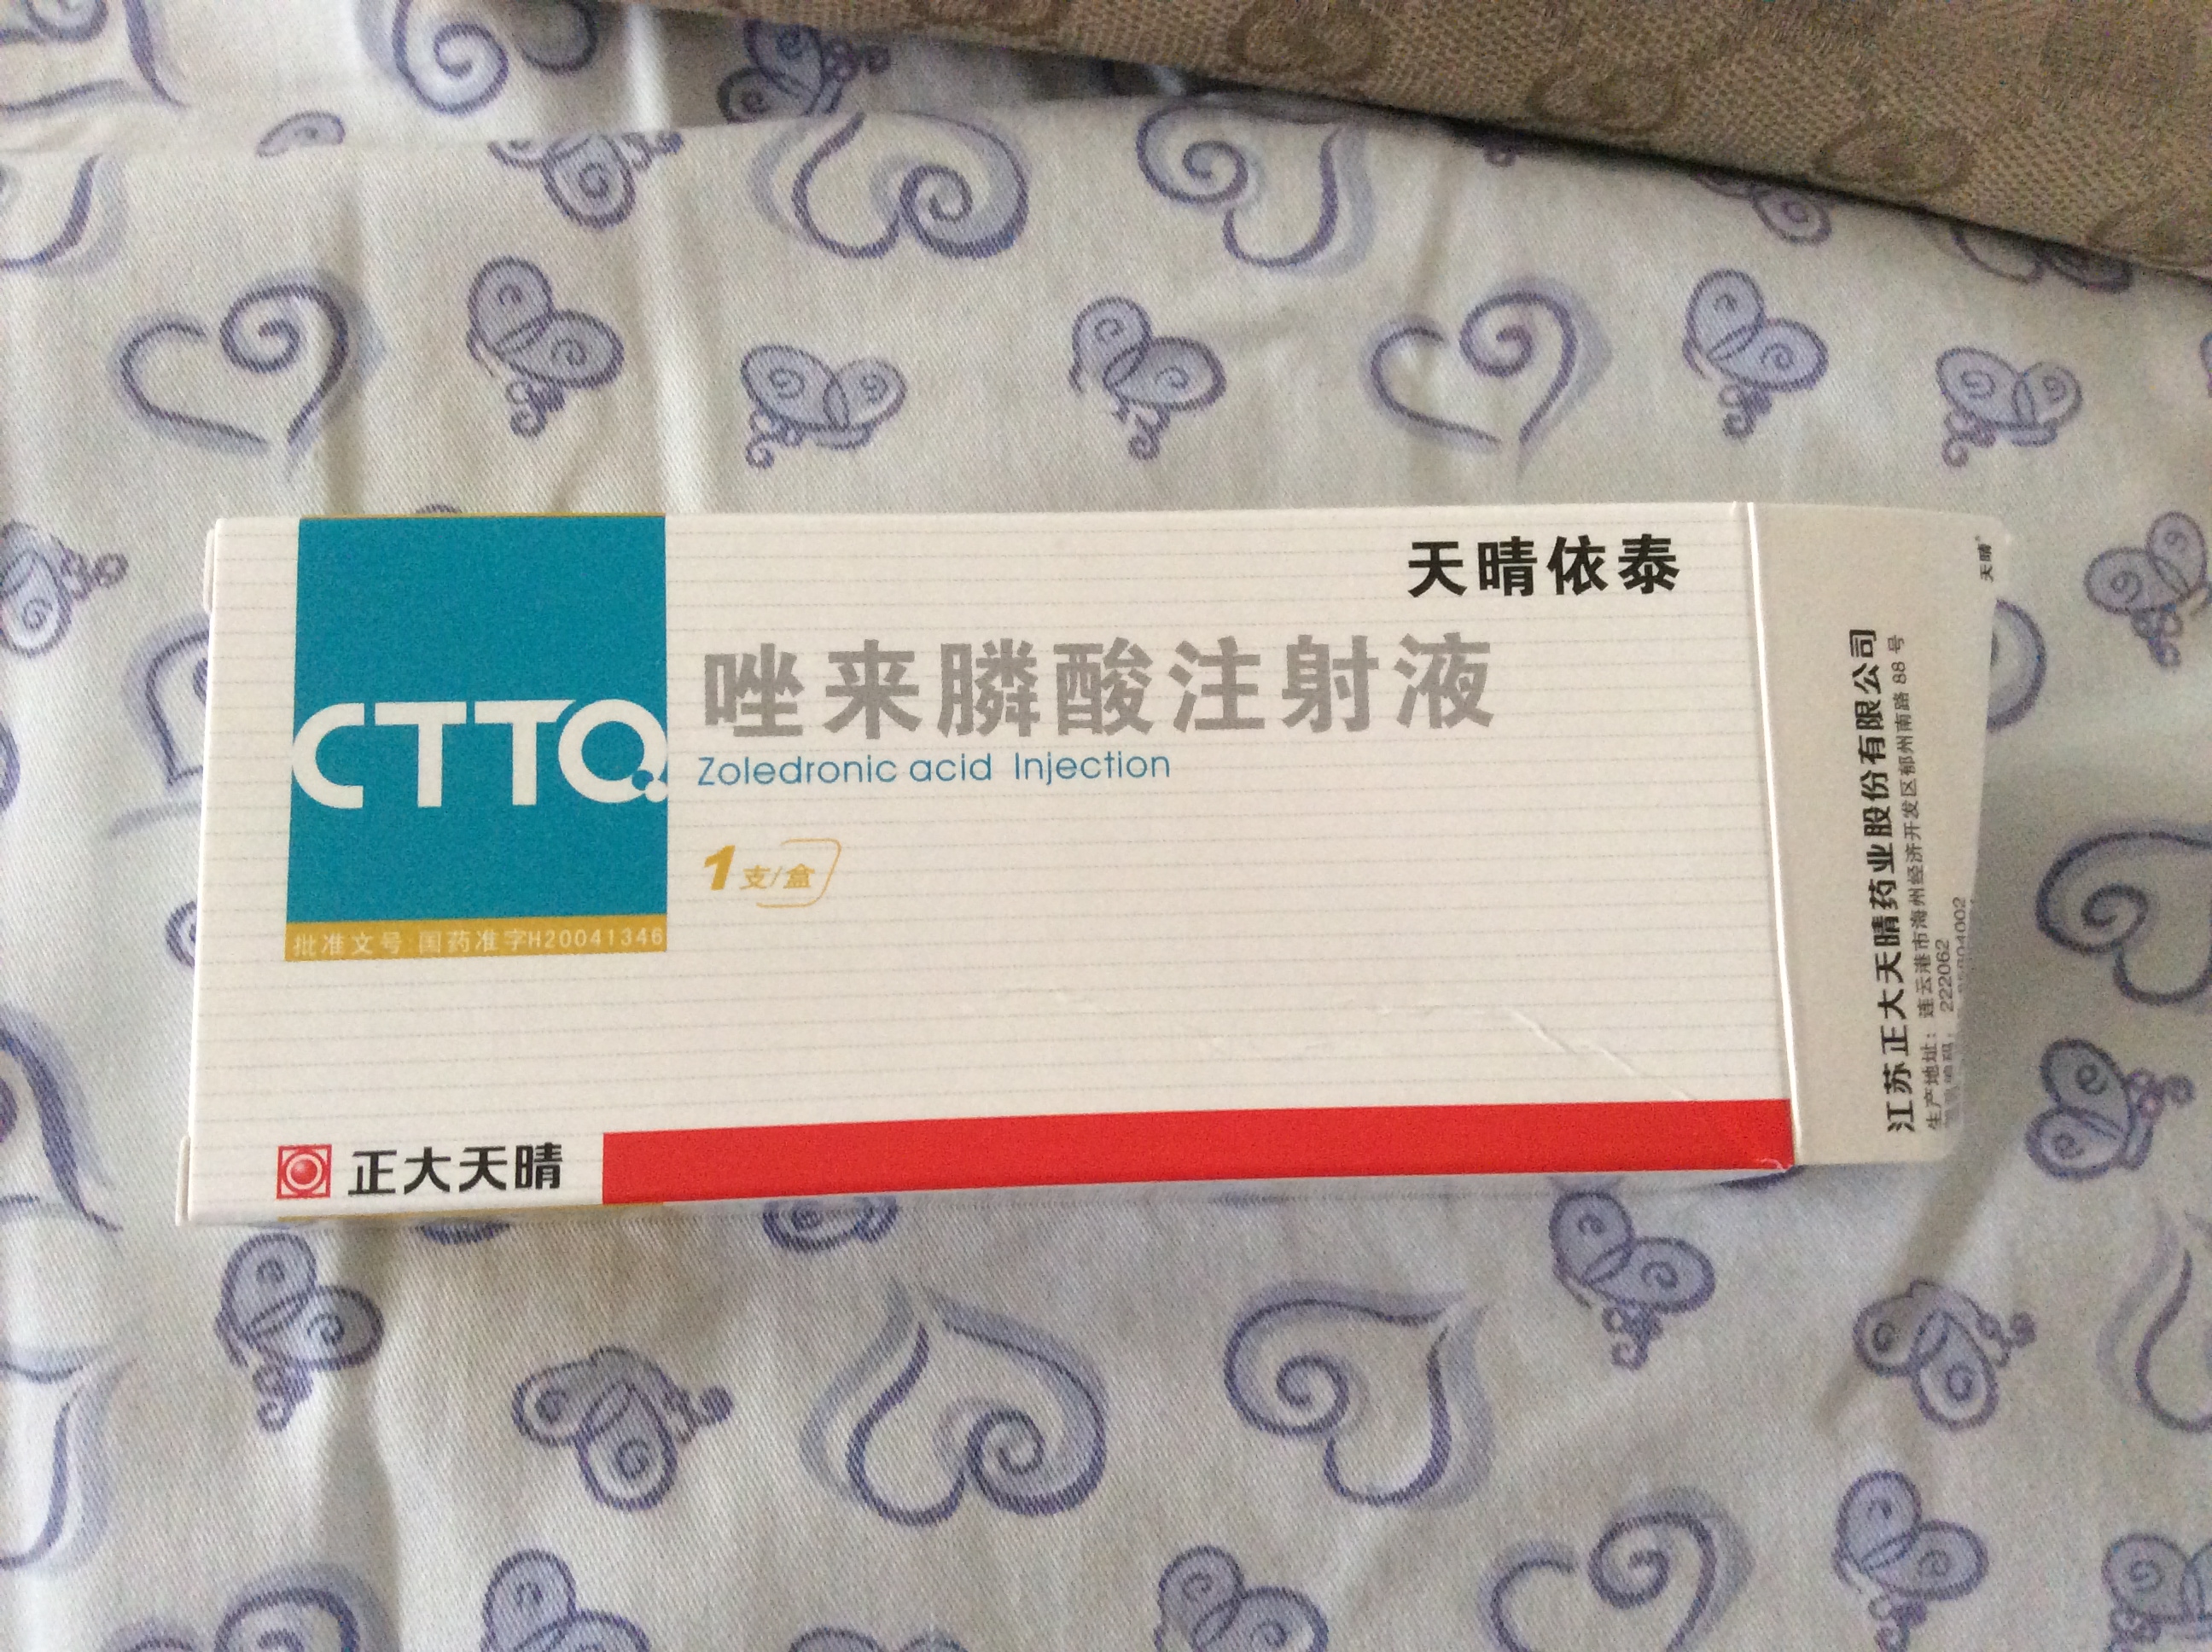 天晴依泰
唑来膦酸注射液
Zoledronic acid Injection
CTTQ
1支/盒
批准文号:国药准字H20041346
正大天晴
天晴
江苏正大天晴药业股份有限公司
生产地址:连云港市海州经济开发区郁州南路88号
222062